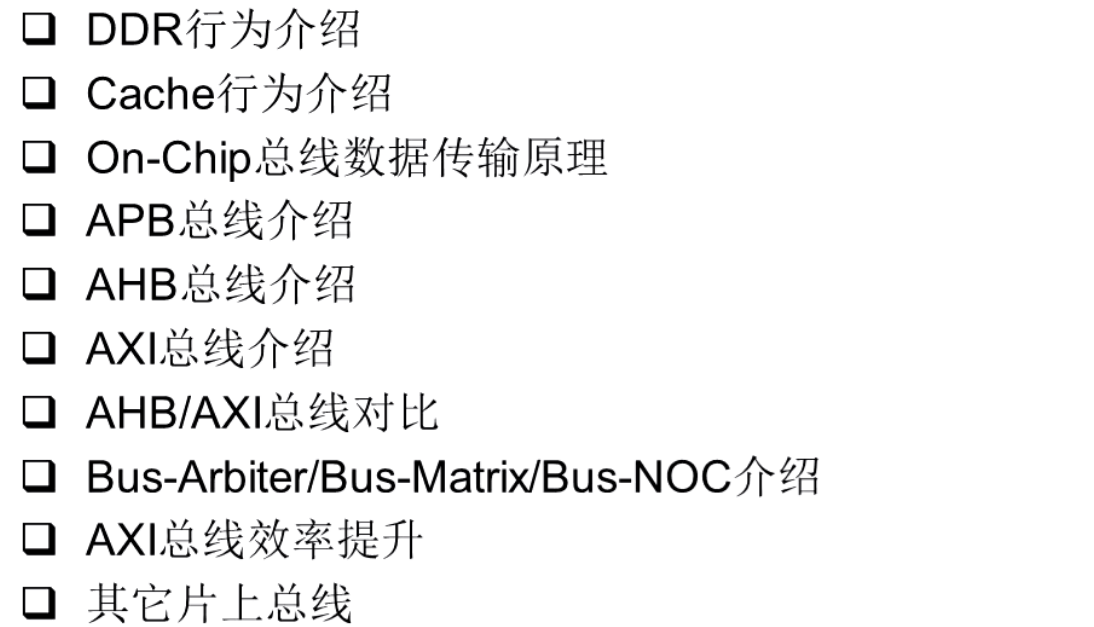 DDR行为介绍
Cache行为介绍
On-Chip总线数据传输原理
APB总线介绍
AHB总线介绍
AXI总线介绍
AHB/AXI总线对比
Bus-Arbiter/Bus-Matrix/Bus-NOC介绍
AXI总线效率提升
其它片上总线